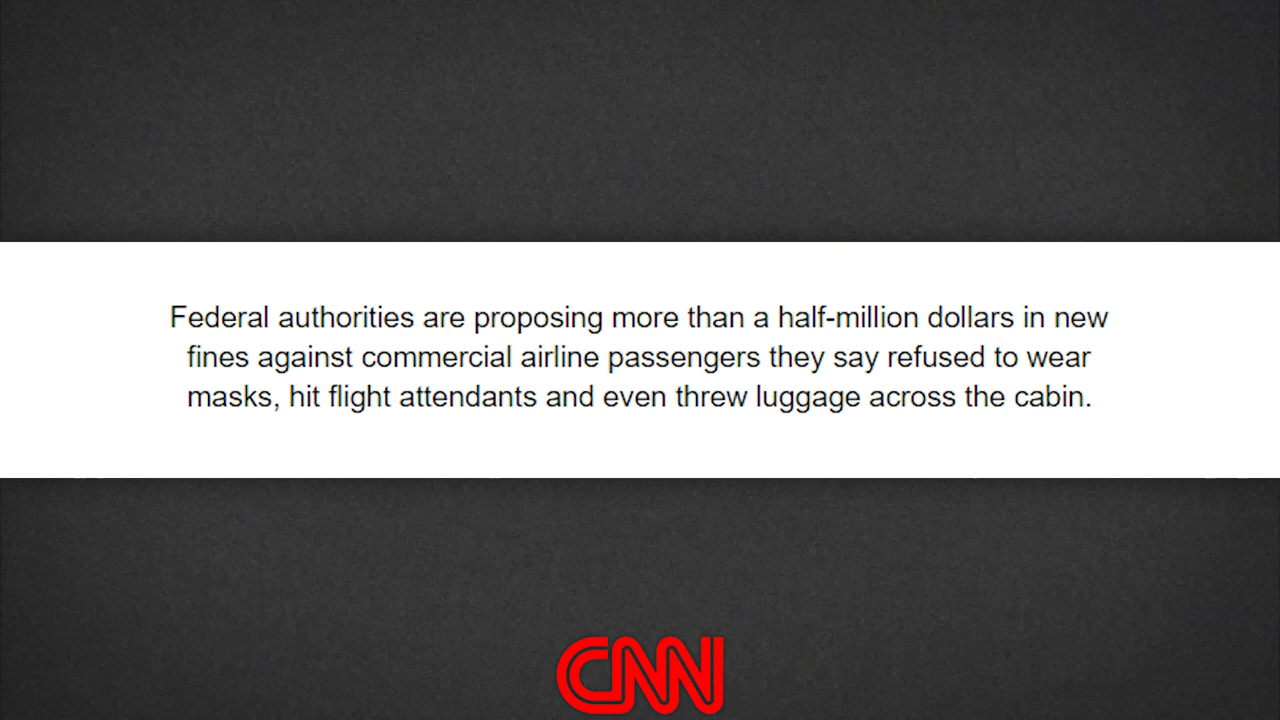 Federal authorities are proposing more than a half-million dollars in new
fines against commercial airline passengers they say refused to wear
masks, hit flight attendants and even threw luggage across the cabin.
CNN